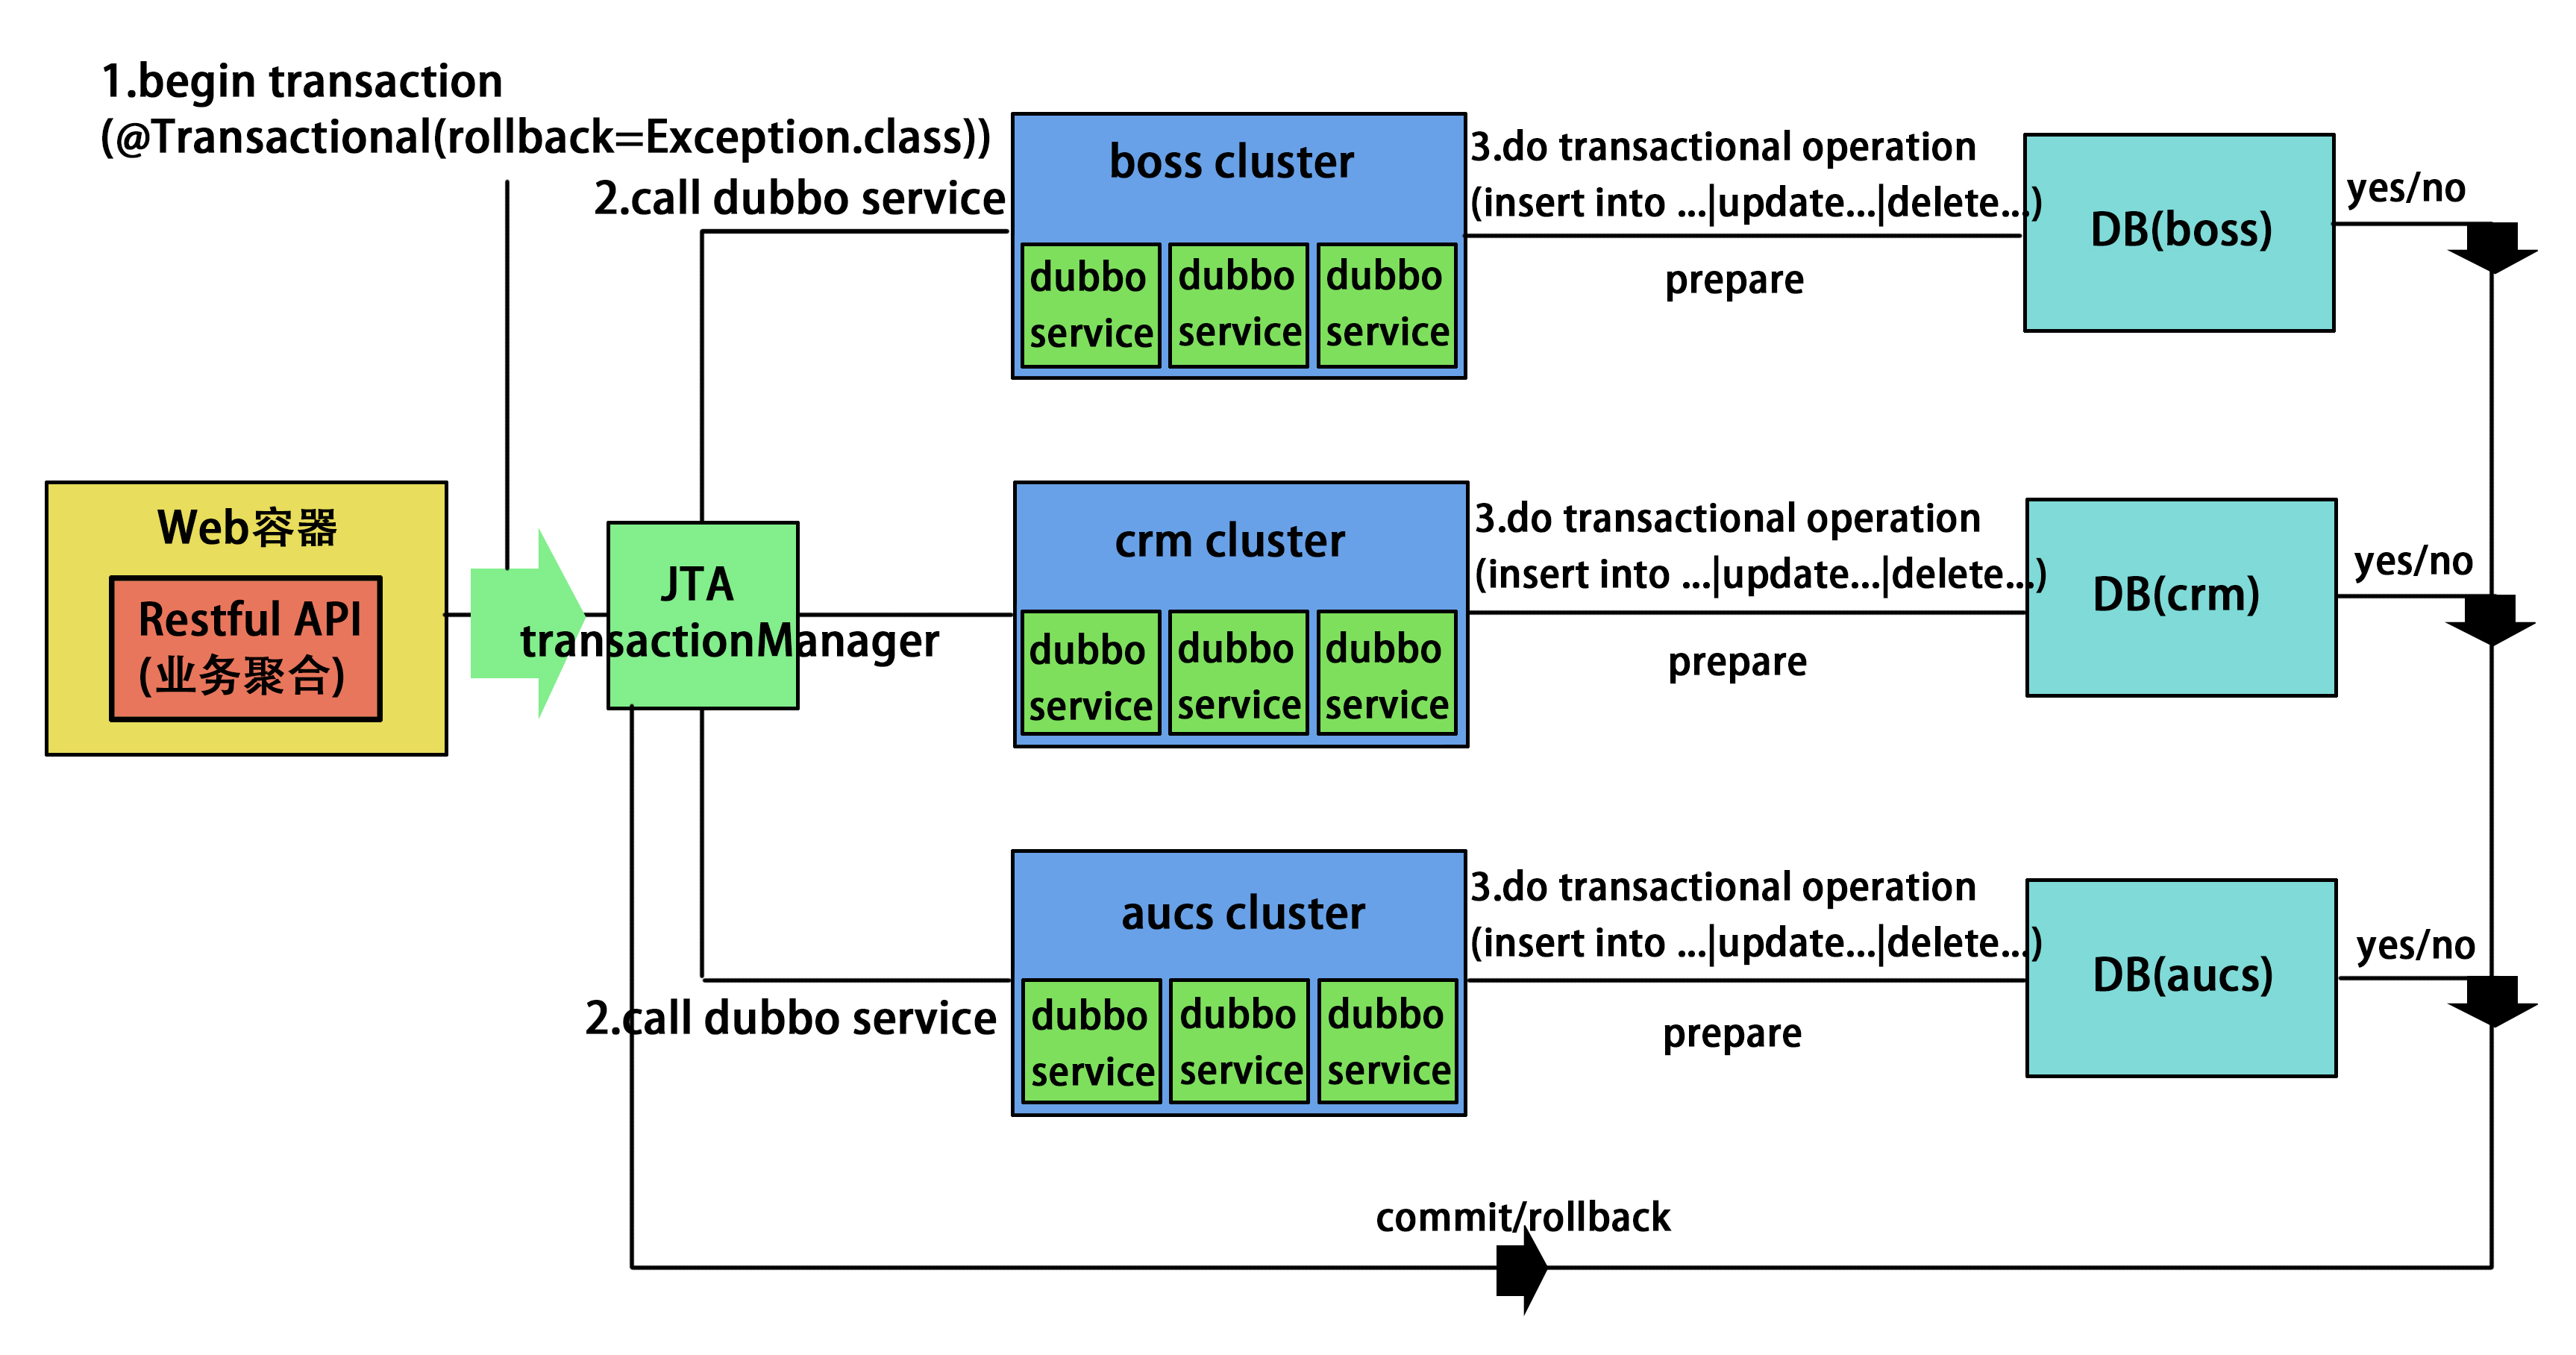 1.begin transaction
(@Transactional(rollback=Exception.class))
2.call dubbo service
boss cluster
dubbo
service
dubbo
service
dubbo
service
3.do transactional operation
(insert into ...|update...|delete...)
prepare
DB(boss)
yes/no
Web容器
Restful API
(业务聚合)
JTA
transactionManager
crm cluster
dubbo
service
dubbo
service
dubbo
service
3.do transactional operation
(insert into ...|update...|delete...)
prepare
DB(crm)
yes/no
2.call dubbo service
aucs cluster
dubbo
service
dubbo
service
dubbo
service
3.do transactional operation
(insert into ...|update...|delete...)
prepare
DB(aucs)
yes/no
commit/rollback